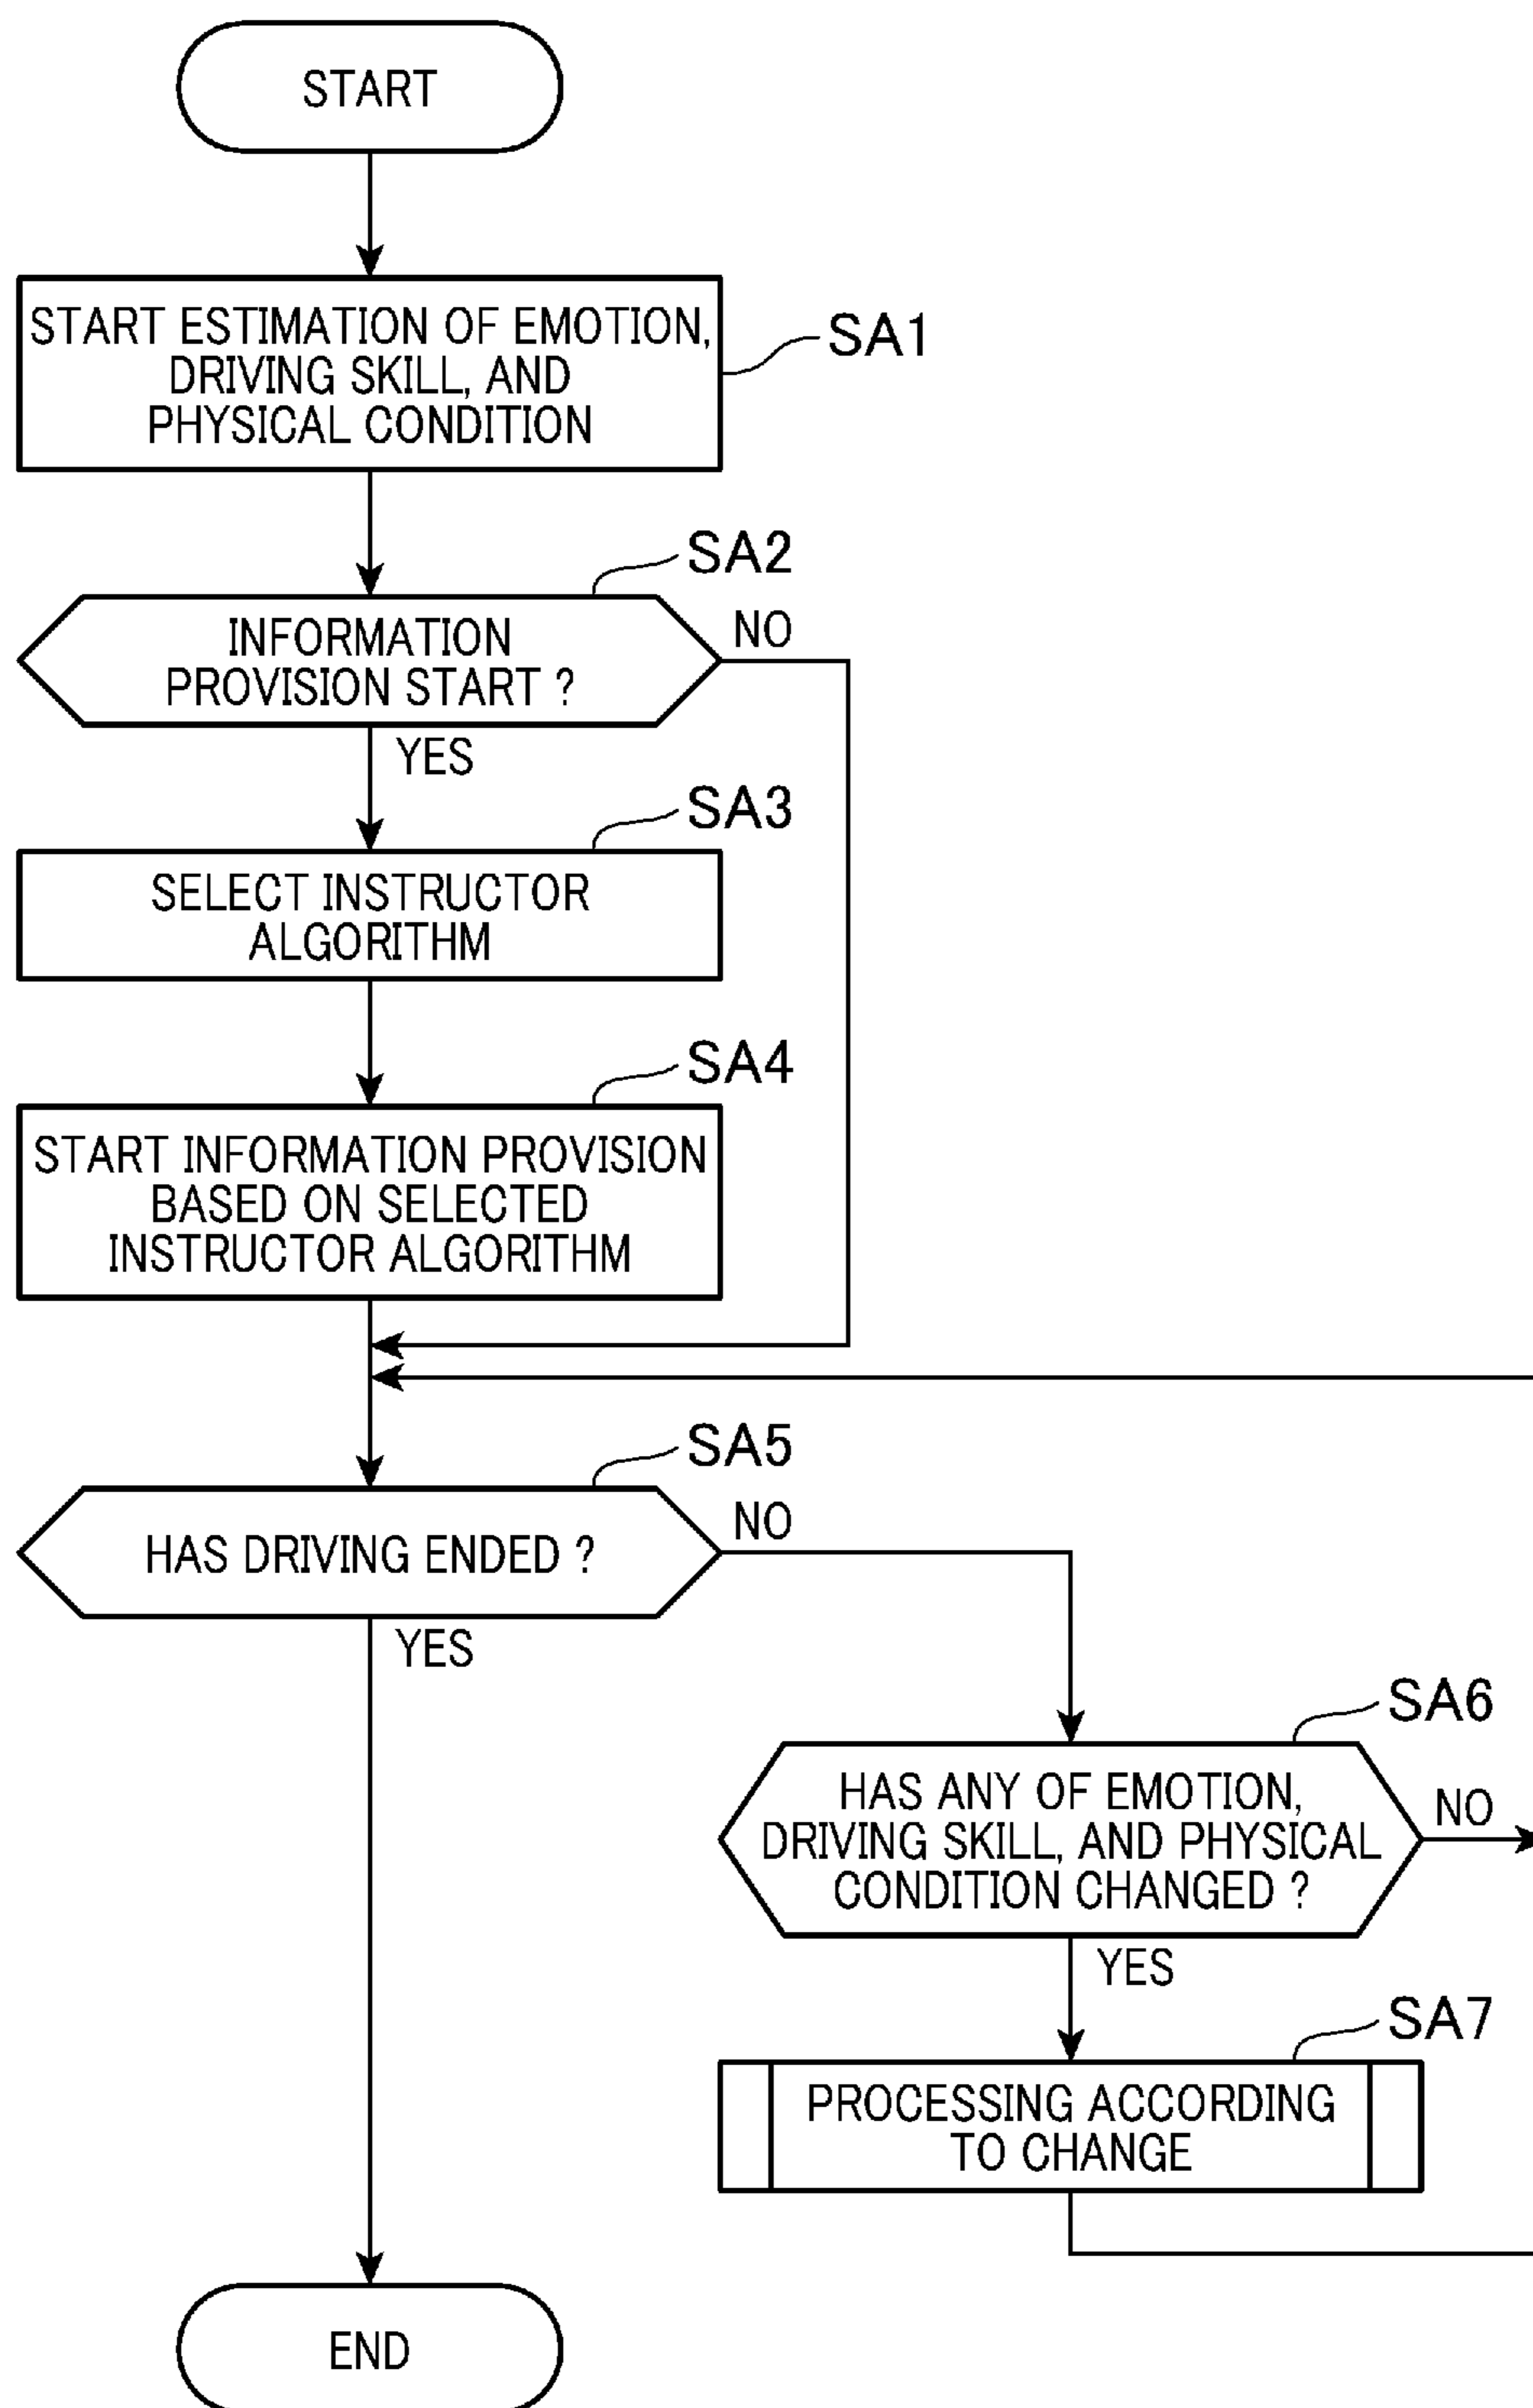 START
START ESTIMATION OF EMOTION,
DRIVING SKILL, AND
PHYSICAL CONDITION
SA1
SA2
INFORMATION
PROVISION START ?
NO
YES
SA3
SELECT INSTRUCTOR
ALGORITHM
SA4
START INFORMATION PROVISION
BASED ON SELECTED
INSTRUCTOR ALGORITHM
SA5
HAS DRIVING ENDED ?
NO
YES
SA6
HAS ANY OF EMOTION,
DRIVING SKILL, AND PHYSICAL
CONDITION CHANGED ?
NO
YES
SA7
PROCESSING ACCORDING
TO CHANGE
END